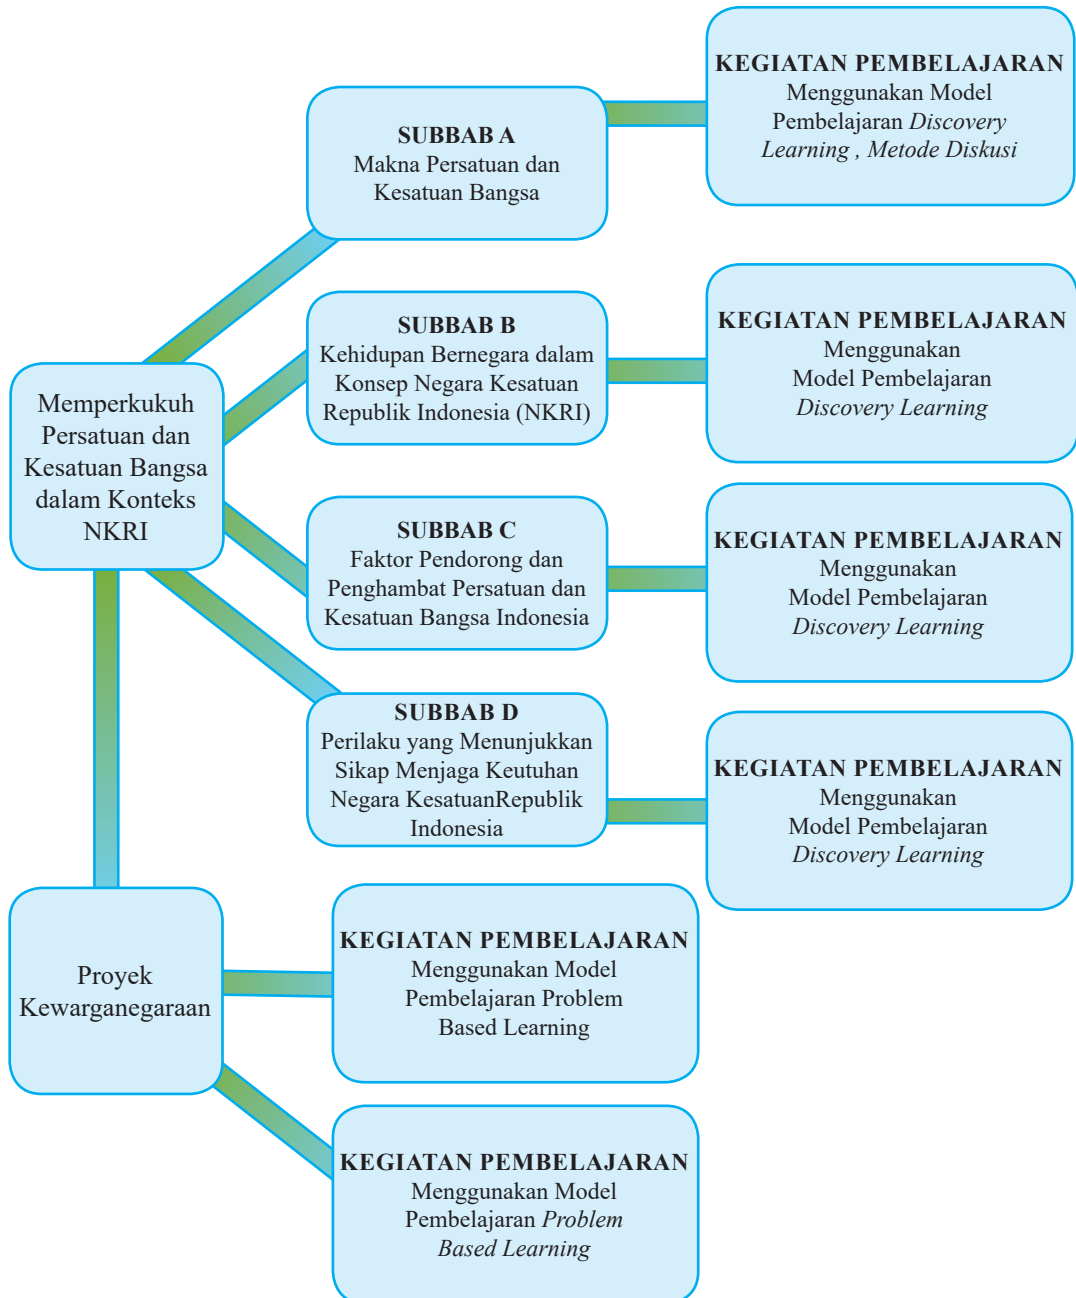 KEGIATAN PEMBELAJARAN
Menggunakan Model
Pembelajaran Discovery
Learning , Metode Diskusi
SUBBAB A
Makna Persatuan dan
Kesatuan Bangsa
SUBBAB B
Kehidupan Bernegara dalam
Konsep Negara Kesatuan
Republik Indonesia (NKRI)
KEGIATAN PEMBELAJARAN
Menggunakan
Model Pembelajaran
Discovery Learning
Memperkukuh
Persatuan dan
Kesatuan Bangsa
dalam Konteks
NKRI
SUBBAB C
Faktor Pendorong dan
Penghambat Persatuan dan
Kesatuan Bangsa Indonesia
KEGIATAN PEMBELAJARAN
Menggunakan
Model Pembelajaran
Discovery Learning
SUBBAB D
Perilaku yang Menunjukkan
Sikap Menjaga Keutuhan
Negara KesatuanRepublik
Indonesia
KEGIATAN PEMBELAJARAN
Menggunakan
Model Pembelajaran
Discovery Learning
Proyek
Kewarganegaraan
KEGIATAN PEMBELAJARAN
Menggunakan Model
Pembelajaran Problem
Based Learning
KEGIATAN PEMBELAJARAN
Menggunakan Model
Pembelajaran Problem
Based Learning